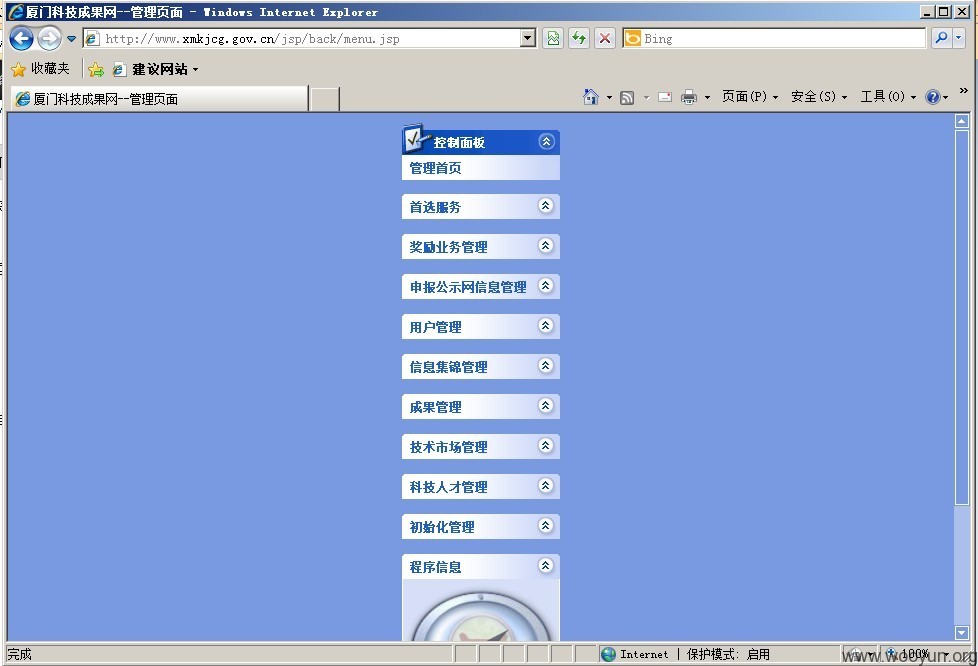 厦门科技成果网--管理页面 - Windows Internet Explorer
http://www.xmkjcg.gov.cn/jsp/back/menu.jsp
Bing
收藏夹
建议网站
厦门科技成果网--管理页面
页面(P) 安全(S) 工具(O)
控制面板
管理首页
首选服务
奖励业务管理
申报公示网信息管理
用户管理
信息集锦管理
成果管理
技术市场管理
科技人才管理
初始化管理
程序信息
完成
Internet | 保护模式: 启用
100%
www.wooyun.org